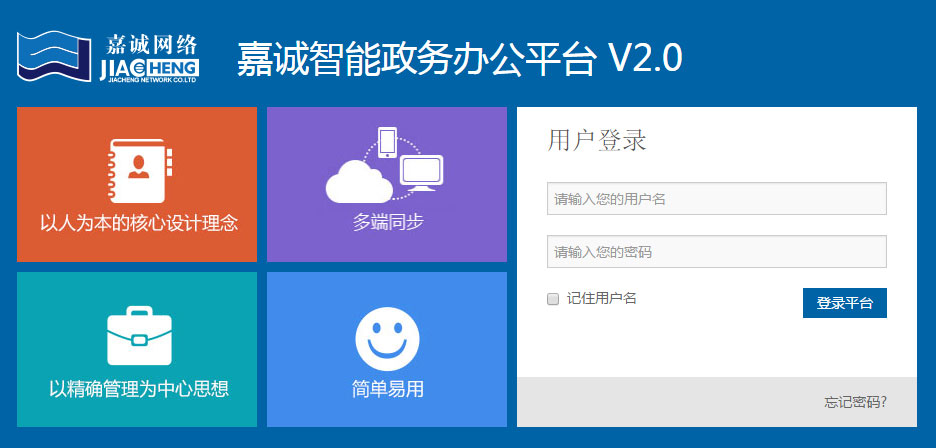 嘉诚网络
JIACHENG
JIACHENG NETWORK CO.LTD
嘉诚智能政务办公平台 V2.0
以人为本的核心设计理念
多端同步
以精确管理为中心思想
简单易用
用户登录
请输入您的用户名
请输入您的密码
记住用户名
登录平台
忘记密码?